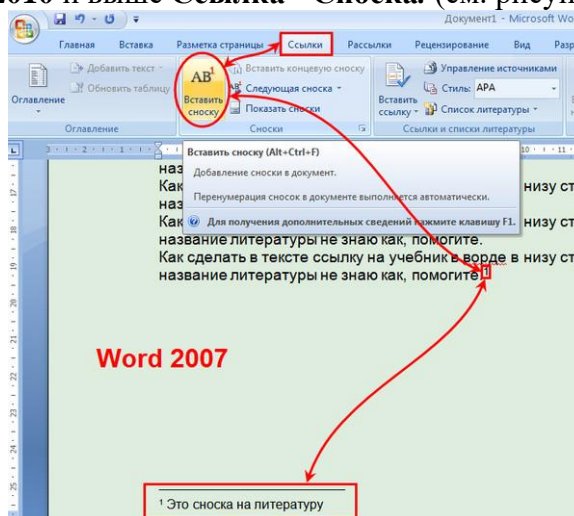 2010 и выше Ссылка - Сноска. (см. рисунок
Документ1 - Microsoft Wo
Главная Вставка Разметка страницы Ссылки Рассылки Рецензирование Вид Разр
Оглавление
Добавить текст
Обновить таблицу
Оглавление
AB¹
Вставить сноску
Вставить концевую сноску
Следующая сноска
Показать сноски
Сноски
Вставить ссылку
Управление источниками
Стиль: APA
Список литературы
Ссылки и списки литературы
Вставить сноску (Alt+Ctrl+F)
Добавление сноски в документ.
Перенумерация сносок в документе выполняется автоматически.
Для получения дополнительных сведений нажмите клавишу F1.
наз
Как низу ст
наз
Как низу ст
название литературы не знаю как, помогите.
Как сделать в тексте ссылку на учебник в ворде в низу ст
название литературы не знаю как, помогите.¹
Word 2007
¹ Это сноска на литературу